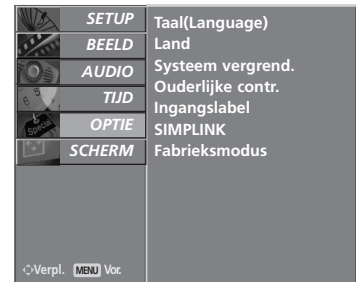 SETUP
BEELD
AUDIO
TIJD
OPTIE
SCHERM
Taal(Language)
Land
Systeem vergrend.
Ouderlijke contr.
Ingangslabel
SIMPLINK
Fabrieksmodus
Verpl. MENU Vor.